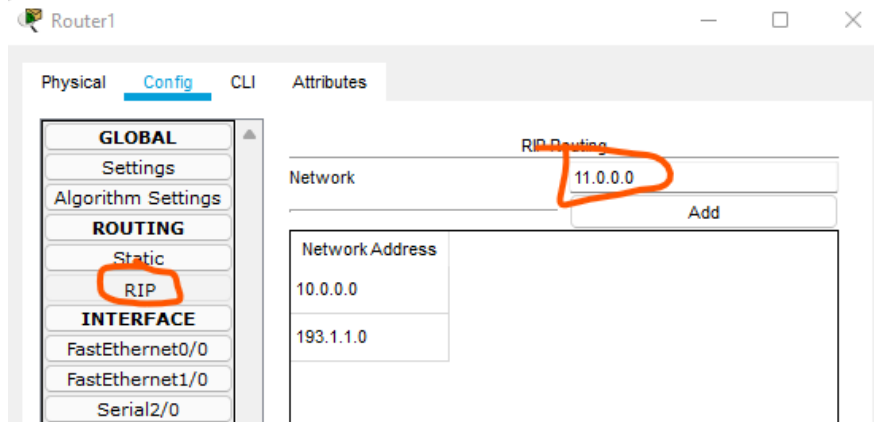 Router1
Physical Config CLI Attributes
GLOBAL
Settings
Algorithm Settings
ROUTING
Static
RIP
INTERFACE
FastEthernet0/0
FastEthernet1/0
Serial2/0
RIP Routing
Network 11.0.0.0
Add
Network Address
10.0.0.0
193.1.1.0